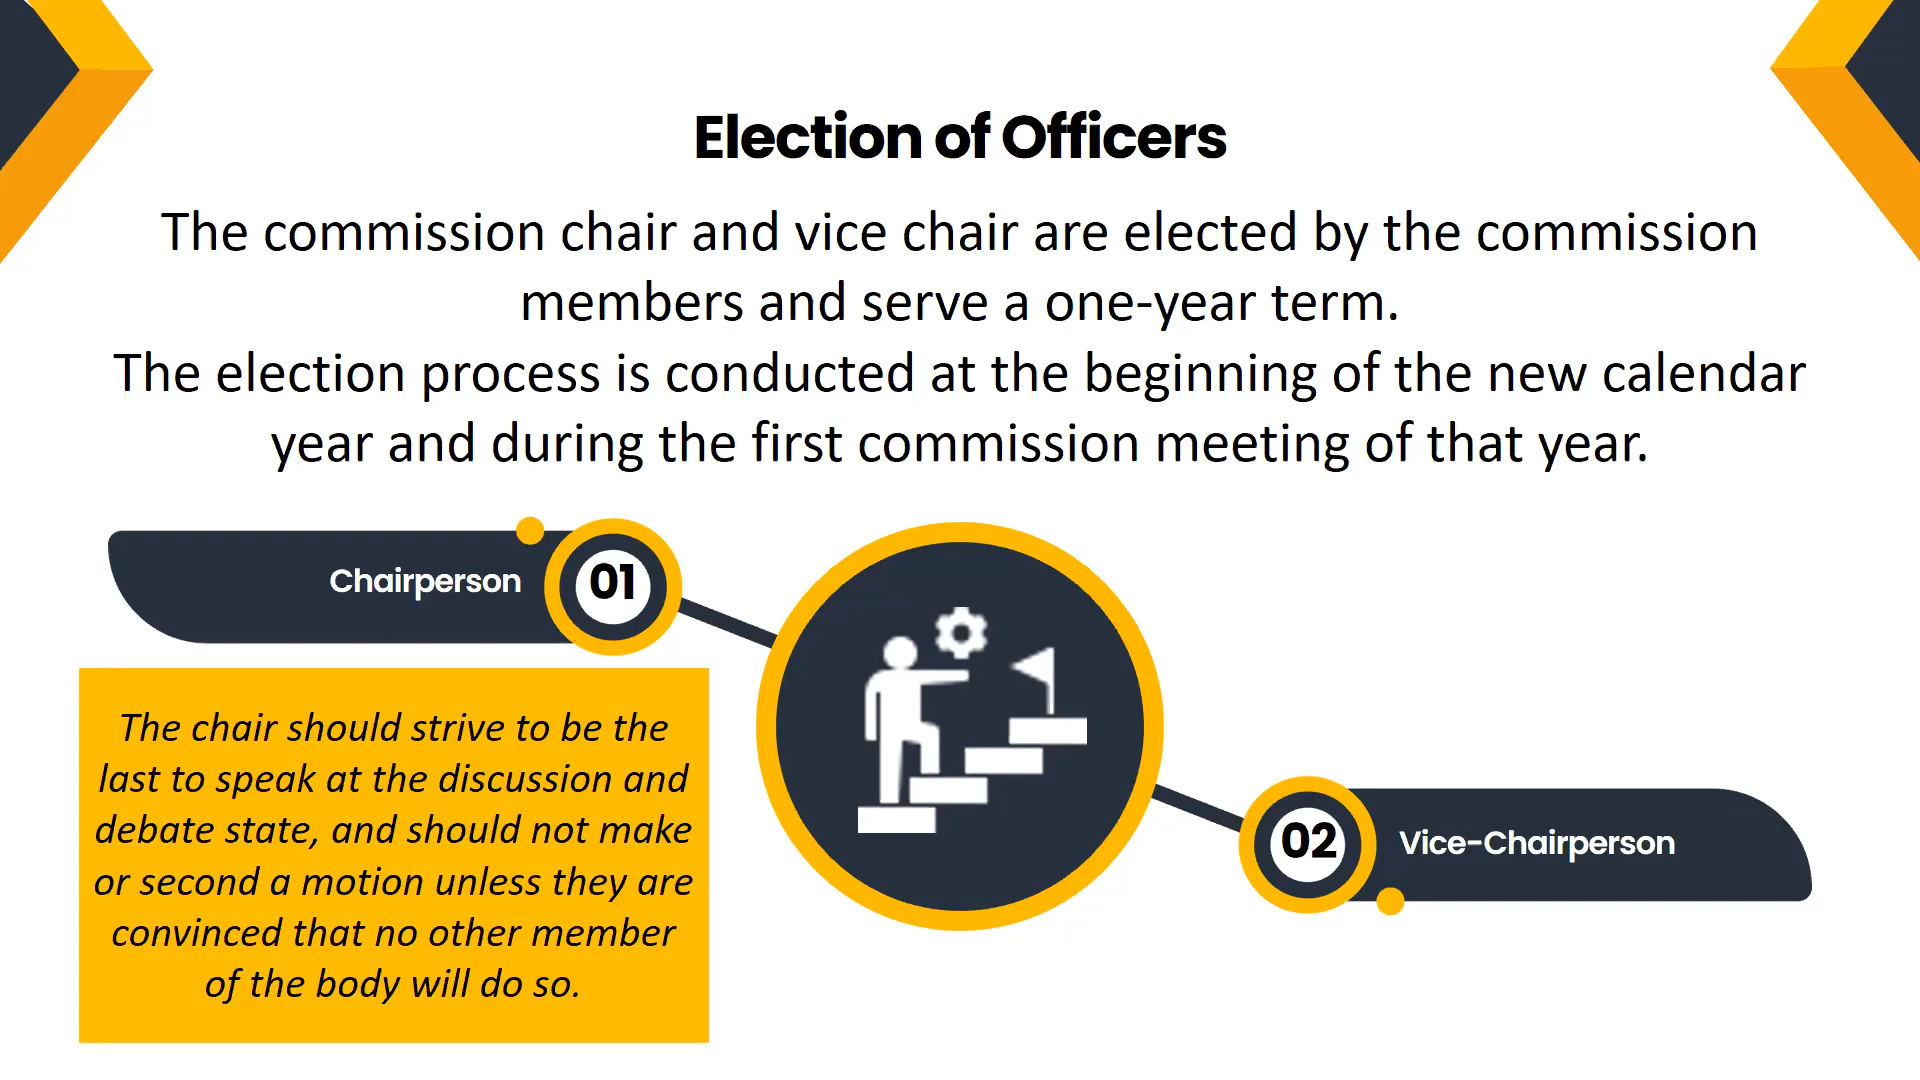 Election of Officers
The commission chair and vice chair are elected by the commission
members and serve a one-year term.
The election process is conducted at the beginning of the new calendar
year and during the first commission meeting of that year.
Chairperson
01
The chair should strive to be the
last to speak at the discussion and
debate state, and should not make
or second a motion unless they are
convinced that no other member
of the body will do so.
02
Vice-Chairperson